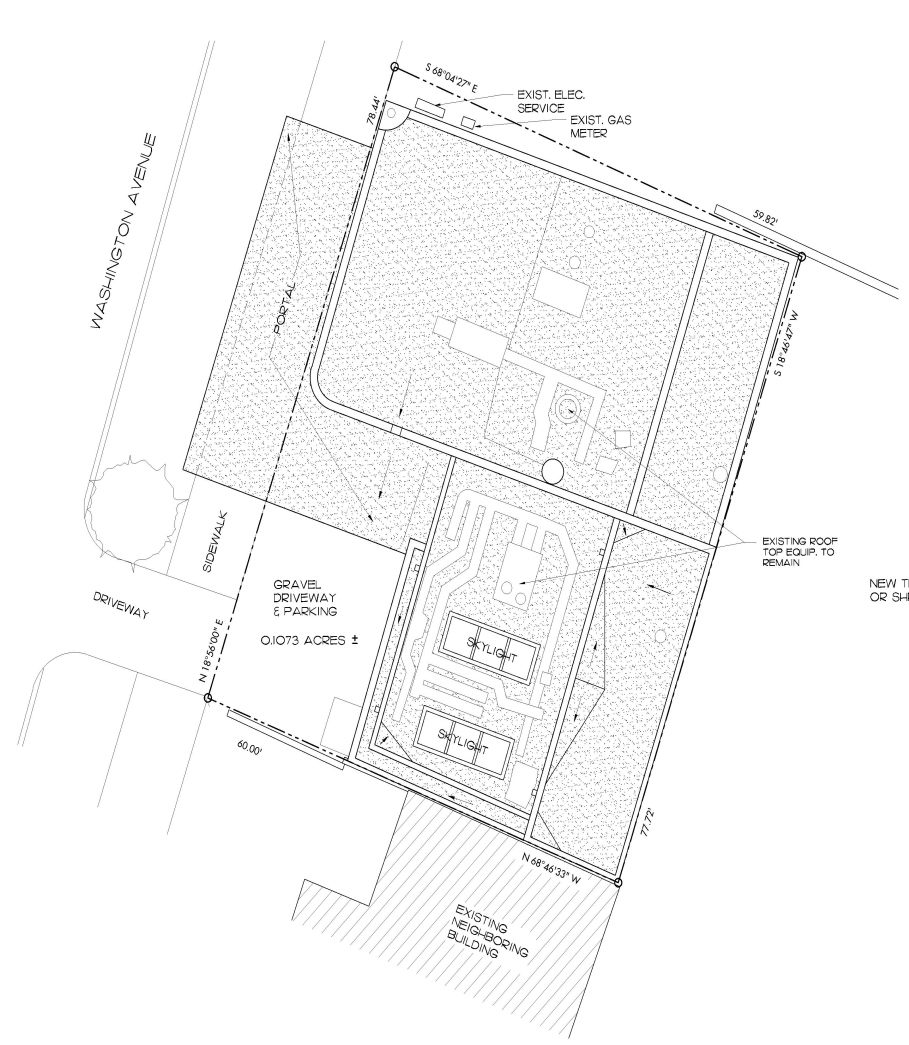 S 68°04'27" E
EXIST. ELEC.
SERVICE
EXIST. GAS
METER
78.44'
WASHINGTON AVENUE
59.82'
PORTAL
S 18°46'47" W
EXISTING ROOF
TOP EQUIP. TO
REMAIN
SIDEWALK
GRAVEL
DRIVEWAY
& PARKING
0.1073 ACRES ±
DRIVEWAY
N 18°56'00" E
SKYLIGHT
SKYLIGHT
60.00'
77.72'
N 68°46'33" W
EXISTING
NEIGHBORING
BUILDING
NEW
OR